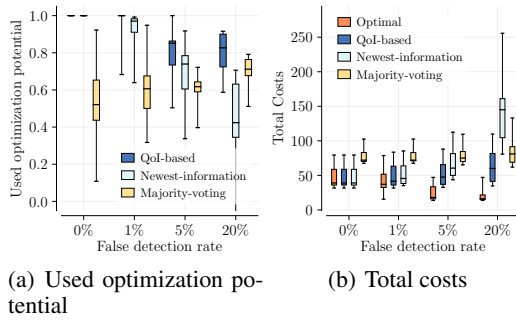 Used optimization potential
1.0
0.8
0.6
0.4
0.2
0.0
QoI-based
Newest-information
Majority-voting
0%
1%
5%
20%
False detection rate
Total Costs
250
200
150
100
50
0
Optimal
QoI-based
Newest-information
Majority-voting
0%
1%
5%
20%
False detection rate
(a) Used optimization po-
tential
(b) Total costs